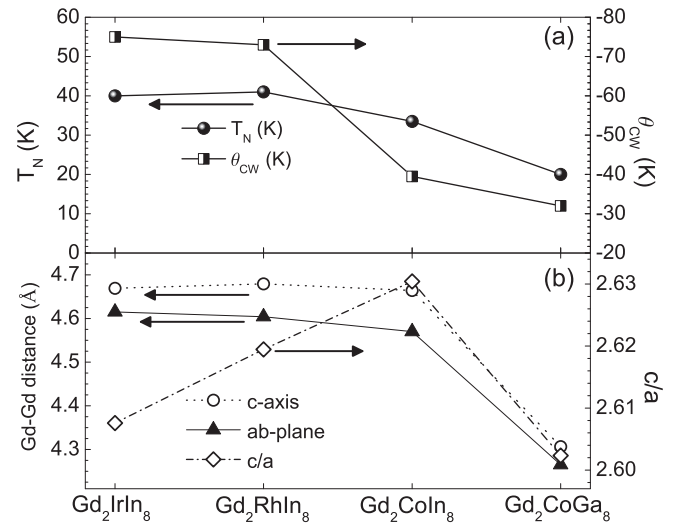 (a)
60
50
40
30
20
10
0
T_N (K)
-80
-70
-60
-50
-40
-30
-20
θ_CW (K)
T_N (K)
θ_CW (K)
(b)
4.7
4.6
4.5
4.4
4.3
Gd-Gd distance (Å)
2.63
2.62
2.61
2.60
c/a
c-axis
ab-plane
c/a
Gd₂IrIn₈ Gd₂RhIn₈ Gd₂CoIn₈ Gd₂CoGa₈